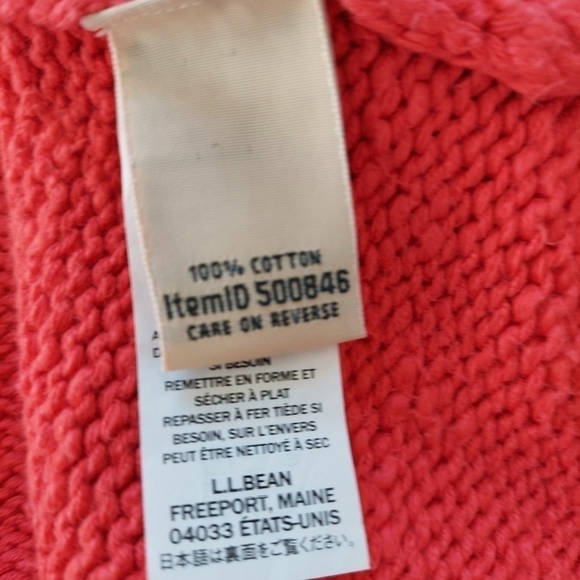 100% COTTON
ItemID 500846
CARE ON REVERSE
SI BESOIN
REMETTRE EN FORME ET
SÉCHER À PLAT
REPASSER À FER TIÈDE SI
BESOIN, SUR L'ENVERS
PEUT ÊTRE NETTOYÉ À SEC
L.L.BEAN
FREEPORT, MAINE
04033 ÉTATS-UNIS
日本語は裏面をご覧ください。